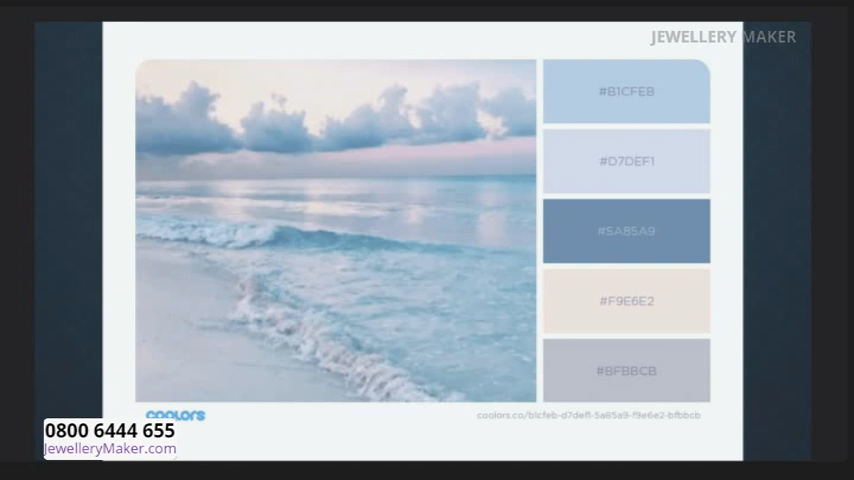 JEWELLERY MAKER
#B1CFEB
#D7DEF1
#5A85A9
#F9E6E2
#BFBBCB
coolors
coolors.co/b1cfeb-d7def1-5a85a9-f9e6e2-bfbbcb
0800 6444 655
JewelleryMaker.com